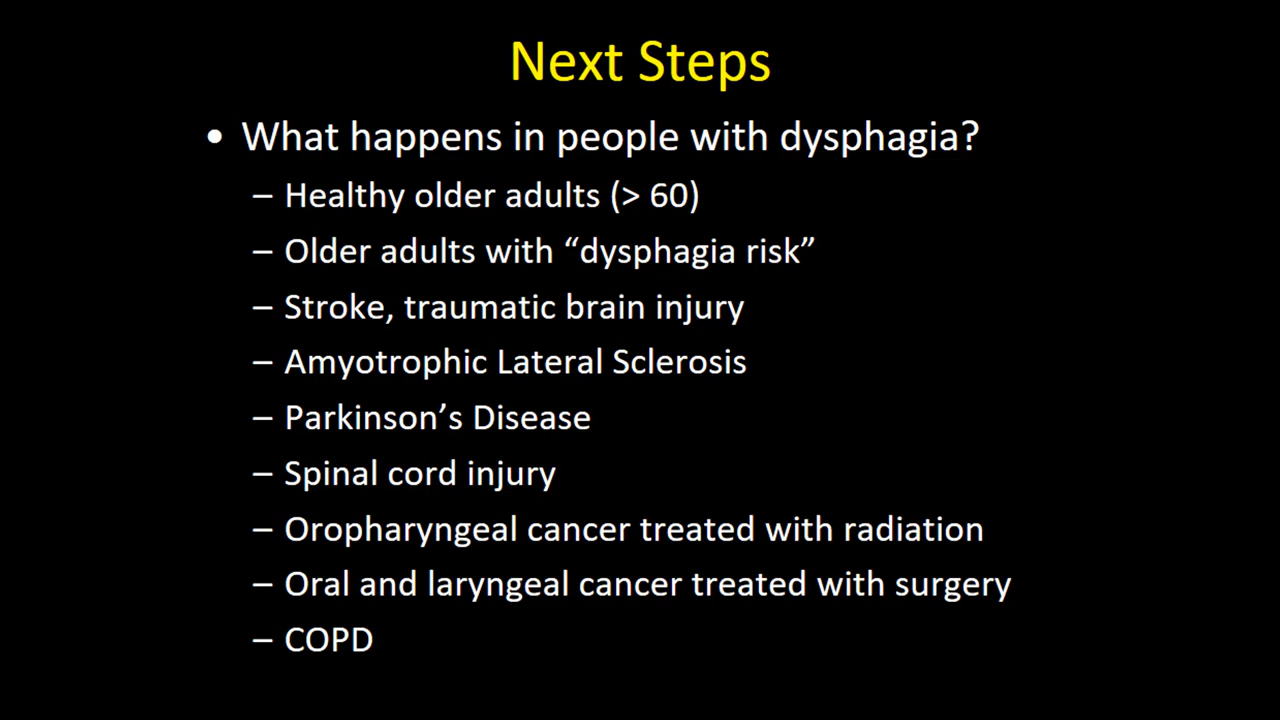 Next Steps
• What happens in people with dysphagia?
– Healthy older adults (> 60)
– Older adults with “dysphagia risk”
– Stroke, traumatic brain injury
– Amyotrophic Lateral Sclerosis
– Parkinson’s Disease
– Spinal cord injury
– Oropharyngeal cancer treated with radiation
– Oral and laryngeal cancer treated with surgery
– COPD